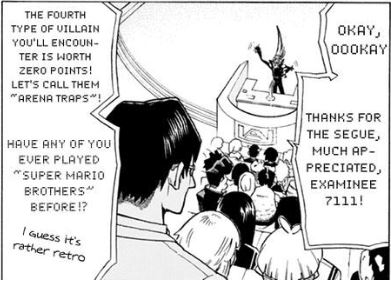 OKAY,
OOOKAY
THANKS FOR
THE SEGUE,
MUCH AP-
PRECIATED,
EXAMINEE
7111!
THE FOURTH
TYPE OF VILLAIN
YOU'LL ENCOUN-
TER IS WORTH
ZERO POINTS!
LET'S CALL THEM
"ARENA TRAPS"!
HAVE ANY OF YOU
EVER PLAYED
"SUPER MARIO
BROTHERS"
BEFORE!?
I Guess it's
rather retro